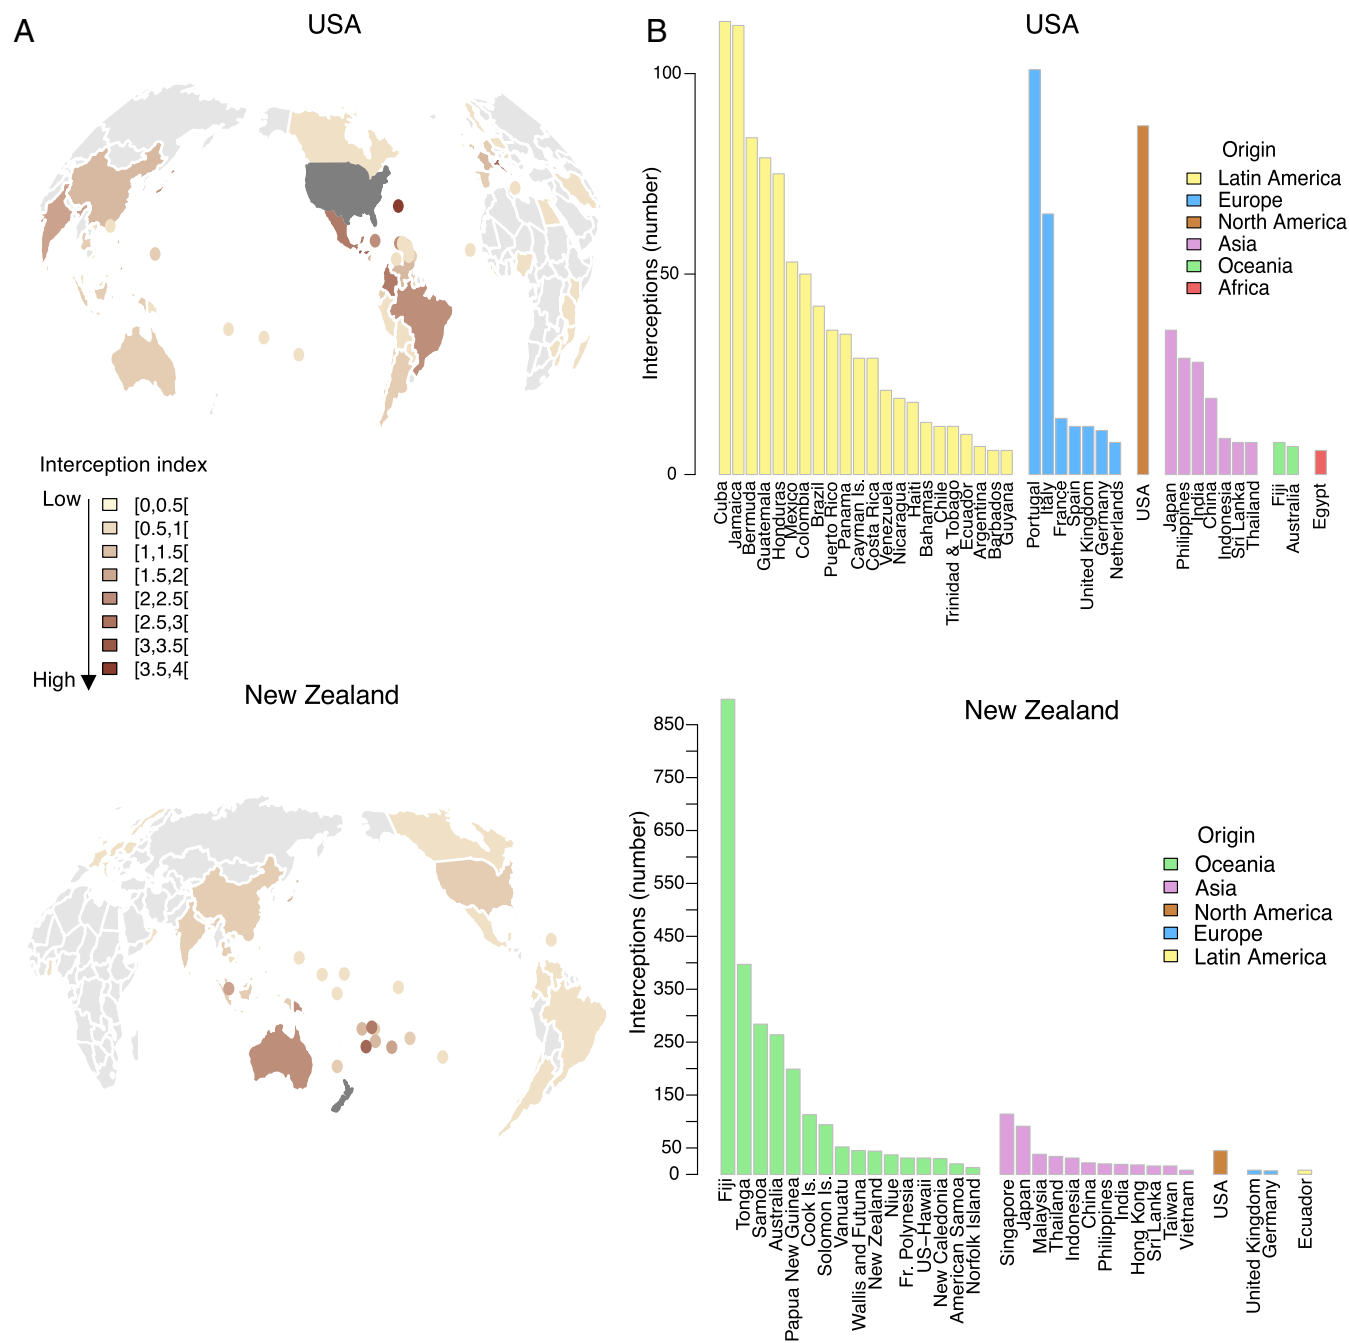 A
USA
Interception index
Low
High
[0,0.5[
[0.5,1[
[1,1.5[
[1.5,2[
[2,2.5[
[2.5,3[
[3,3.5[
[3.5,4[
New Zealand
B
USA
Interceptions (number)
100
50
0
Origin
Latin America
Europe
North America
Asia
Oceania
Africa
Cuba
Jamaica
Bermuda
Guatemala
Honduras
Mexico
Colombia
Brazil
Puerto Rico
Panama
Cayman Is.
Costa Rica
Venezuela
Nicaragua
Haiti
Bahamas
Chile
Trinidad & Tobago
Ecuador
Argentina
Barbados
Guyana
Portugal
Italy
France
Spain
United Kingdom
Germany
Netherlands
USA
Japan
Philippines
India
China
Indonesia
Sri Lanka
Thailand
Fiji
Australia
Egypt
New Zealand
Interceptions (number)
850
750
650
550
450
350
250
150
50
0
Origin
Oceania
Asia
North America
Europe
Latin America
Fiji
Tonga
Samoa
Australia
Papua New Guinea
Cook Is.
Solomon Is.
Vanuatu
Wallis and Futuna
New Zealand
Niue
Fr. Polynesia
US−Hawaii
New Caledonia
American Samoa
Norfolk Island
Singapore
Japan
Malaysia
Thailand
Indonesia
China
Philippines
India
Hong Kong
Sri Lanka
Taiwan
Vietnam
USA
United Kingdom
Germany
Ecuador